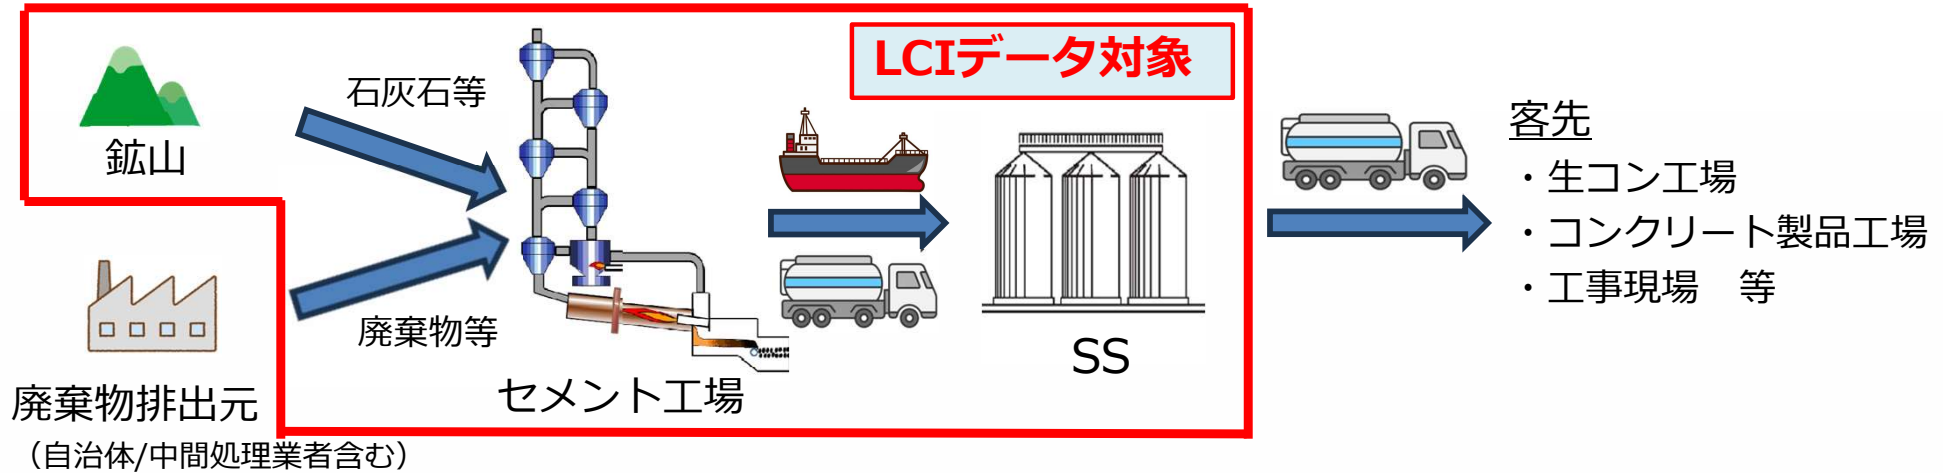 LCIデータ対象
石灰石等
鉱山
廃棄物等
廃棄物排出元
（自治体/中間処理業者含む）
セメント工場
SS
客先
・生コン工場
・コンクリート製品工場
・工事現場　等